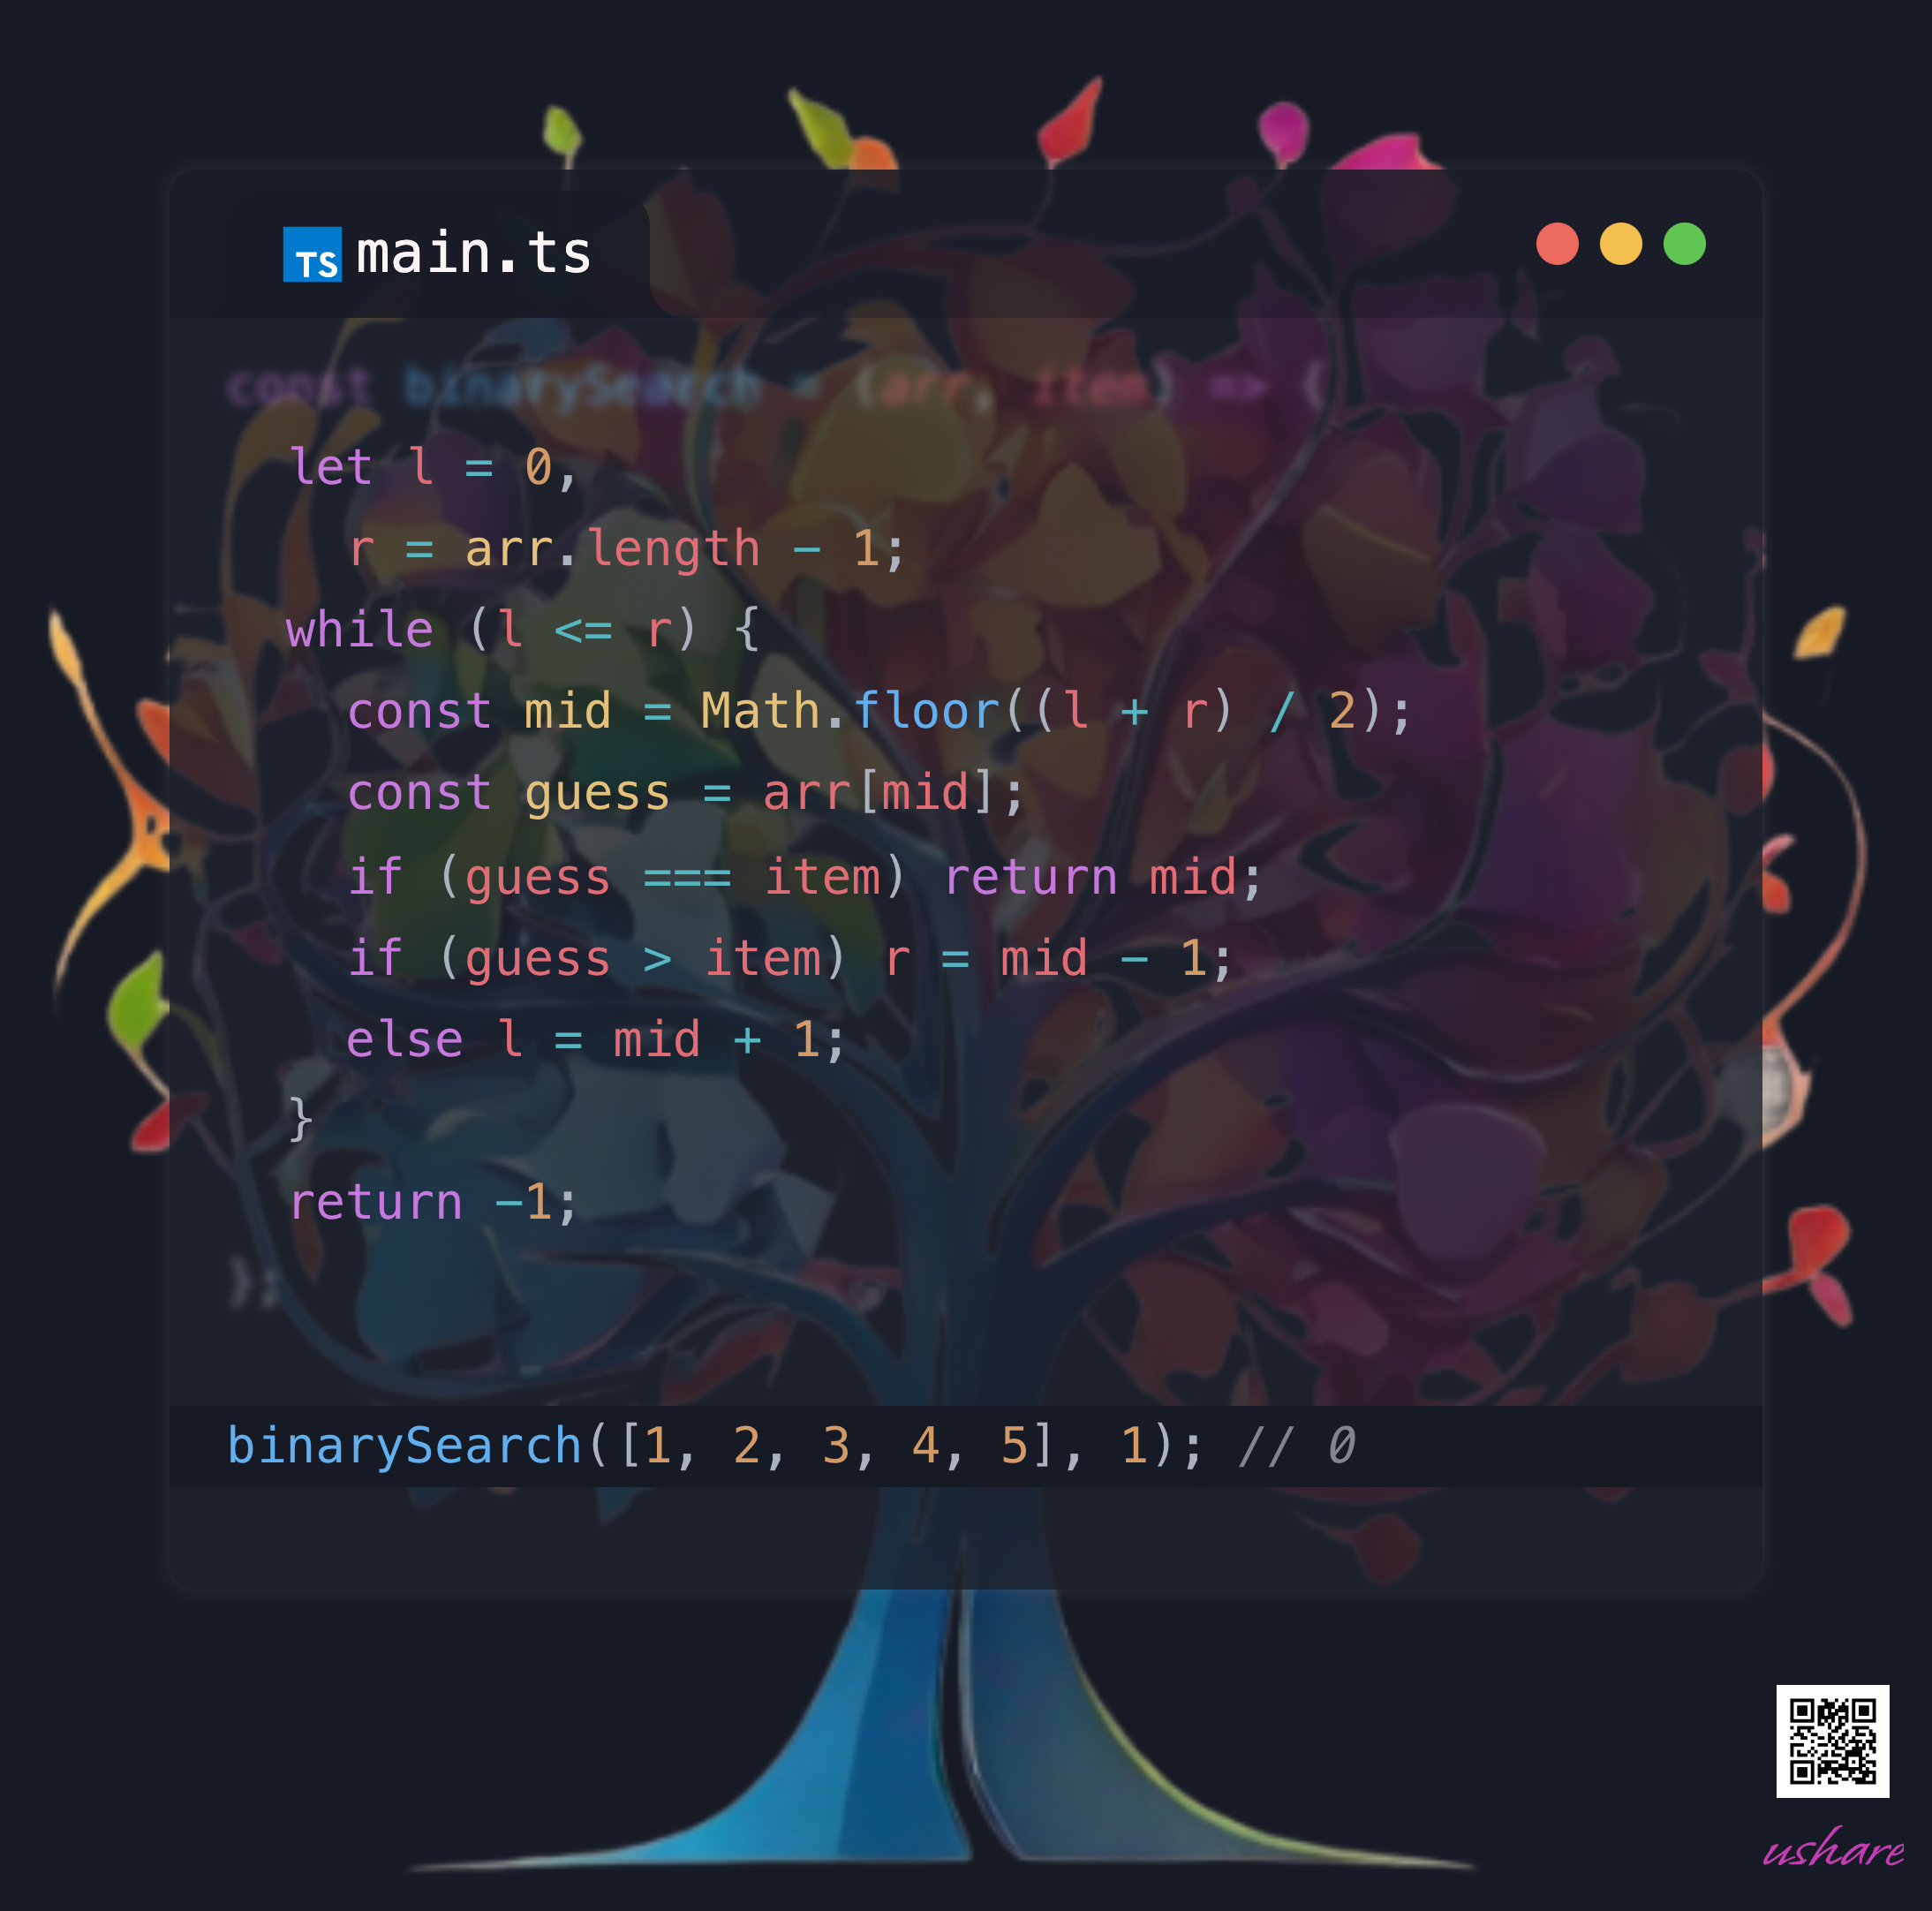 TS main.ts
const binarySearch = (arr, item) => {
let l = 0,
r = arr.length - 1;
while (l <= r) {
const mid = Math.floor((l + r) / 2);
const guess = arr[mid];
if (guess === item) return mid;
if (guess > item) r = mid - 1;
else l = mid + 1;
}
return -1;
};
binarySearch([1, 2, 3, 4, 5], 1); // 0
ushare